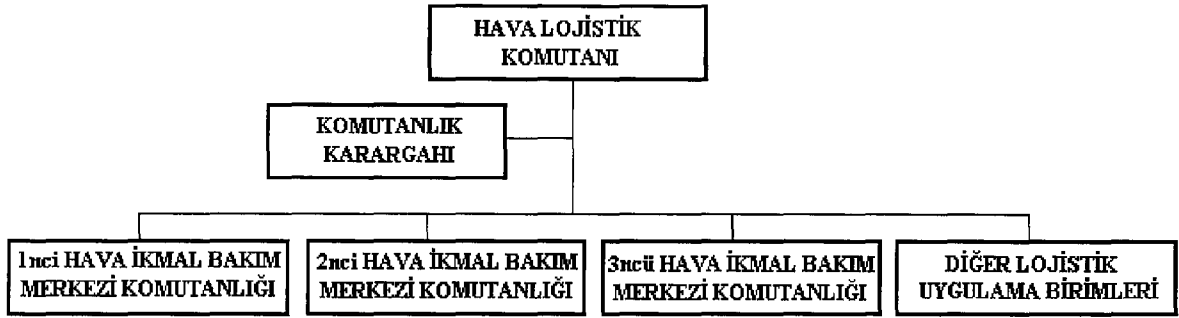 HAVA LOJİSTİK
KOMUTANI
KOMUTANLIK
KARARGAHI
1nci HAVA İKMAL BAKIM
MERKEZİ KOMUTANLIĞI
2nci HAVA İKMAL BAKIM
MERKEZİ KOMUTANLIĞI
3ncü HAVA İKMAL BAKIM
MERKEZİ KOMUTANLIĞI
DİĞER LOJİSTİK
UYGULAMA BİRİMLERİ